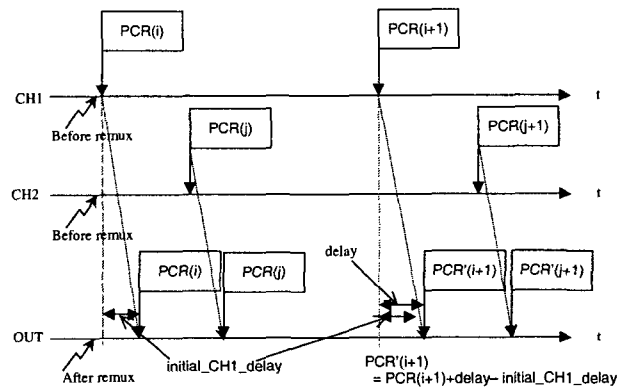 PCR(i)
PCR(i+1)
CH1
t
Before remux
PCR(j)
PCR(j+1)
CH2
t
Before remux
delay
PCR(i)
PCR(j)
PCR'(i+1)
PCR'(j+1)
OUT
t
After remux
initial_CH1_delay
PCR'(i+1)
= PCR(i+1)+delay– initial_CH1_delay